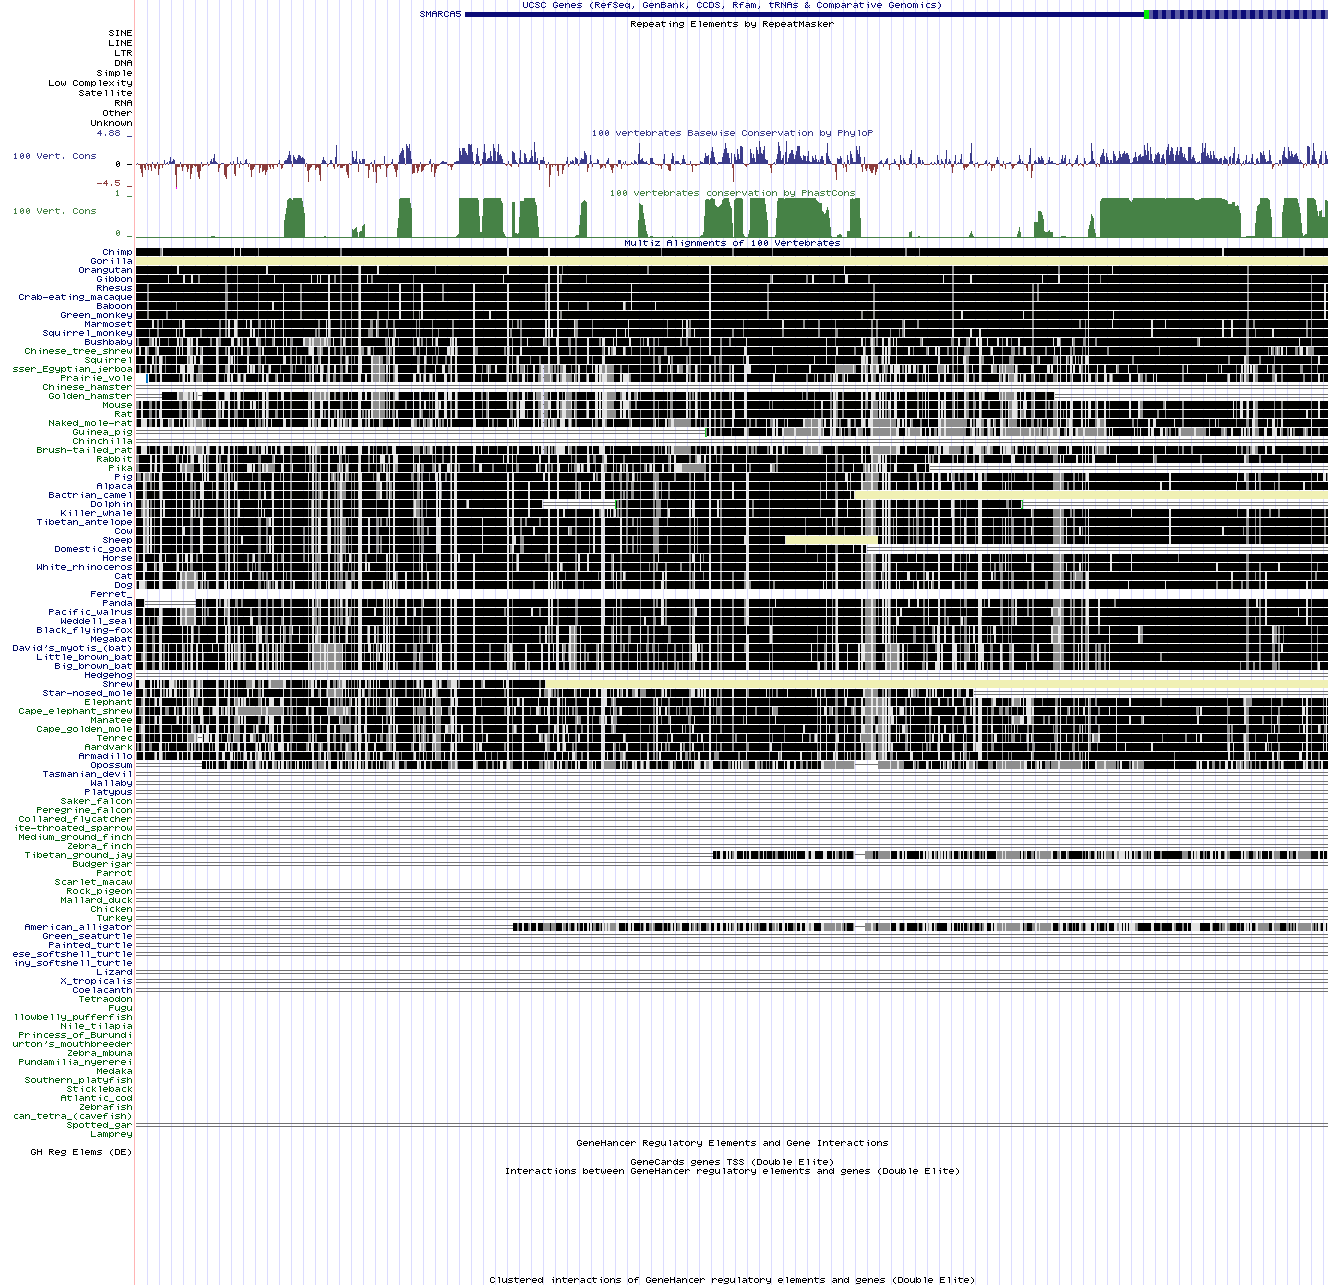 UCSC Genes (RefSeq, GenBank, CCDS, Rfam, tRNAs & Comparative Genomics)
SMARCA5
Repeating Elements by RepeatMasker
SINE
LINE
LTR
DNA
Simple
Low Complexity
Satellite
RNA
Other
Unknown
4.88 _
100 vertebrates Basewise Conservation by PhyloP
100 Vert. Cons
0 _
-4.5 _
100 vertebrates conservation by PhastCons
1 _
100 Vert. Cons
0 _
Multiz Alignments of 100 Vertebrates
Chimp
Gorilla
Orangutan
Gibbon
Rhesus
Crab-eating_macaque
Baboon
Green_monkey
Marmoset
Squirrel_monkey
Bushbaby
Chinese_tree_shrew
Squirrel
sser_Egyptian_jerboa
Prairie_vole
Chinese_hamster
Golden_hamster
Mouse
Rat
Naked_mole-rat
Guinea_pig
Chinchilla
Brush-tailed_rat
Rabbit
Pika
Pig
Alpaca
Bactrian_camel
Dolphin
Killer_whale
Tibetan_antelope
Cow
Sheep
Domestic_goat
Horse
White_rhinoceros
Cat
Dog
Ferret_
Panda
Pacific_walrus
Weddell_seal
Black_flying-fox
Megabat
David's_myotis_(bat)
Little_brown_bat
Big_brown_bat
Hedgehog
Shrew
Star-nosed_mole
Elephant
Cape_elephant_shrew
Manatee
Cape_golden_mole
Tenrec
Aardvark
Armadillo
Opossum
Tasmanian_devil
Wallaby
Platypus
Saker_falcon
Peregrine_falcon
Collared_flycatcher
ite-throated_sparrow
Medium_ground_finch
Zebra_finch
Tibetan_ground_jay
Budgerigar
Parrot
Scarlet_macaw
Rock_pigeon
Mallard_duck
Chicken
Turkey
American_alligator
Green_seaturtle
Painted_turtle
ese_softshell_turtle
iny_softshell_turtle
Lizard
X_tropicalis
Coelacanth
Tetraodon
Fugu
llowbelly_pufferfish
Nile_tilapia
Princess_of_Burundi
urton's_mouthbreeder
Zebra_mbuna
Pundamilia_nyererei
Medaka
Southern_platyfish
Stickleback
Atlantic_cod
Zebrafish
can_tetra_(cavefish)
Spotted_gar
Lamprey
GeneHancer Regulatory Elements and Gene Interactions
GH Reg Elems (DE)
GeneCards genes TSS (Double Elite)
Interactions between GeneHancer regulatory elements and genes (Double Elite)
Clustered interactions of GeneHancer regulatory elements and genes (Double Elite)